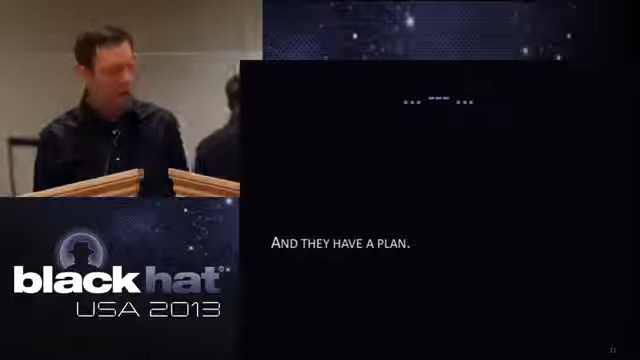 ... --- ...
AND THEY HAVE A PLAN.
blackhat®
USA 2013